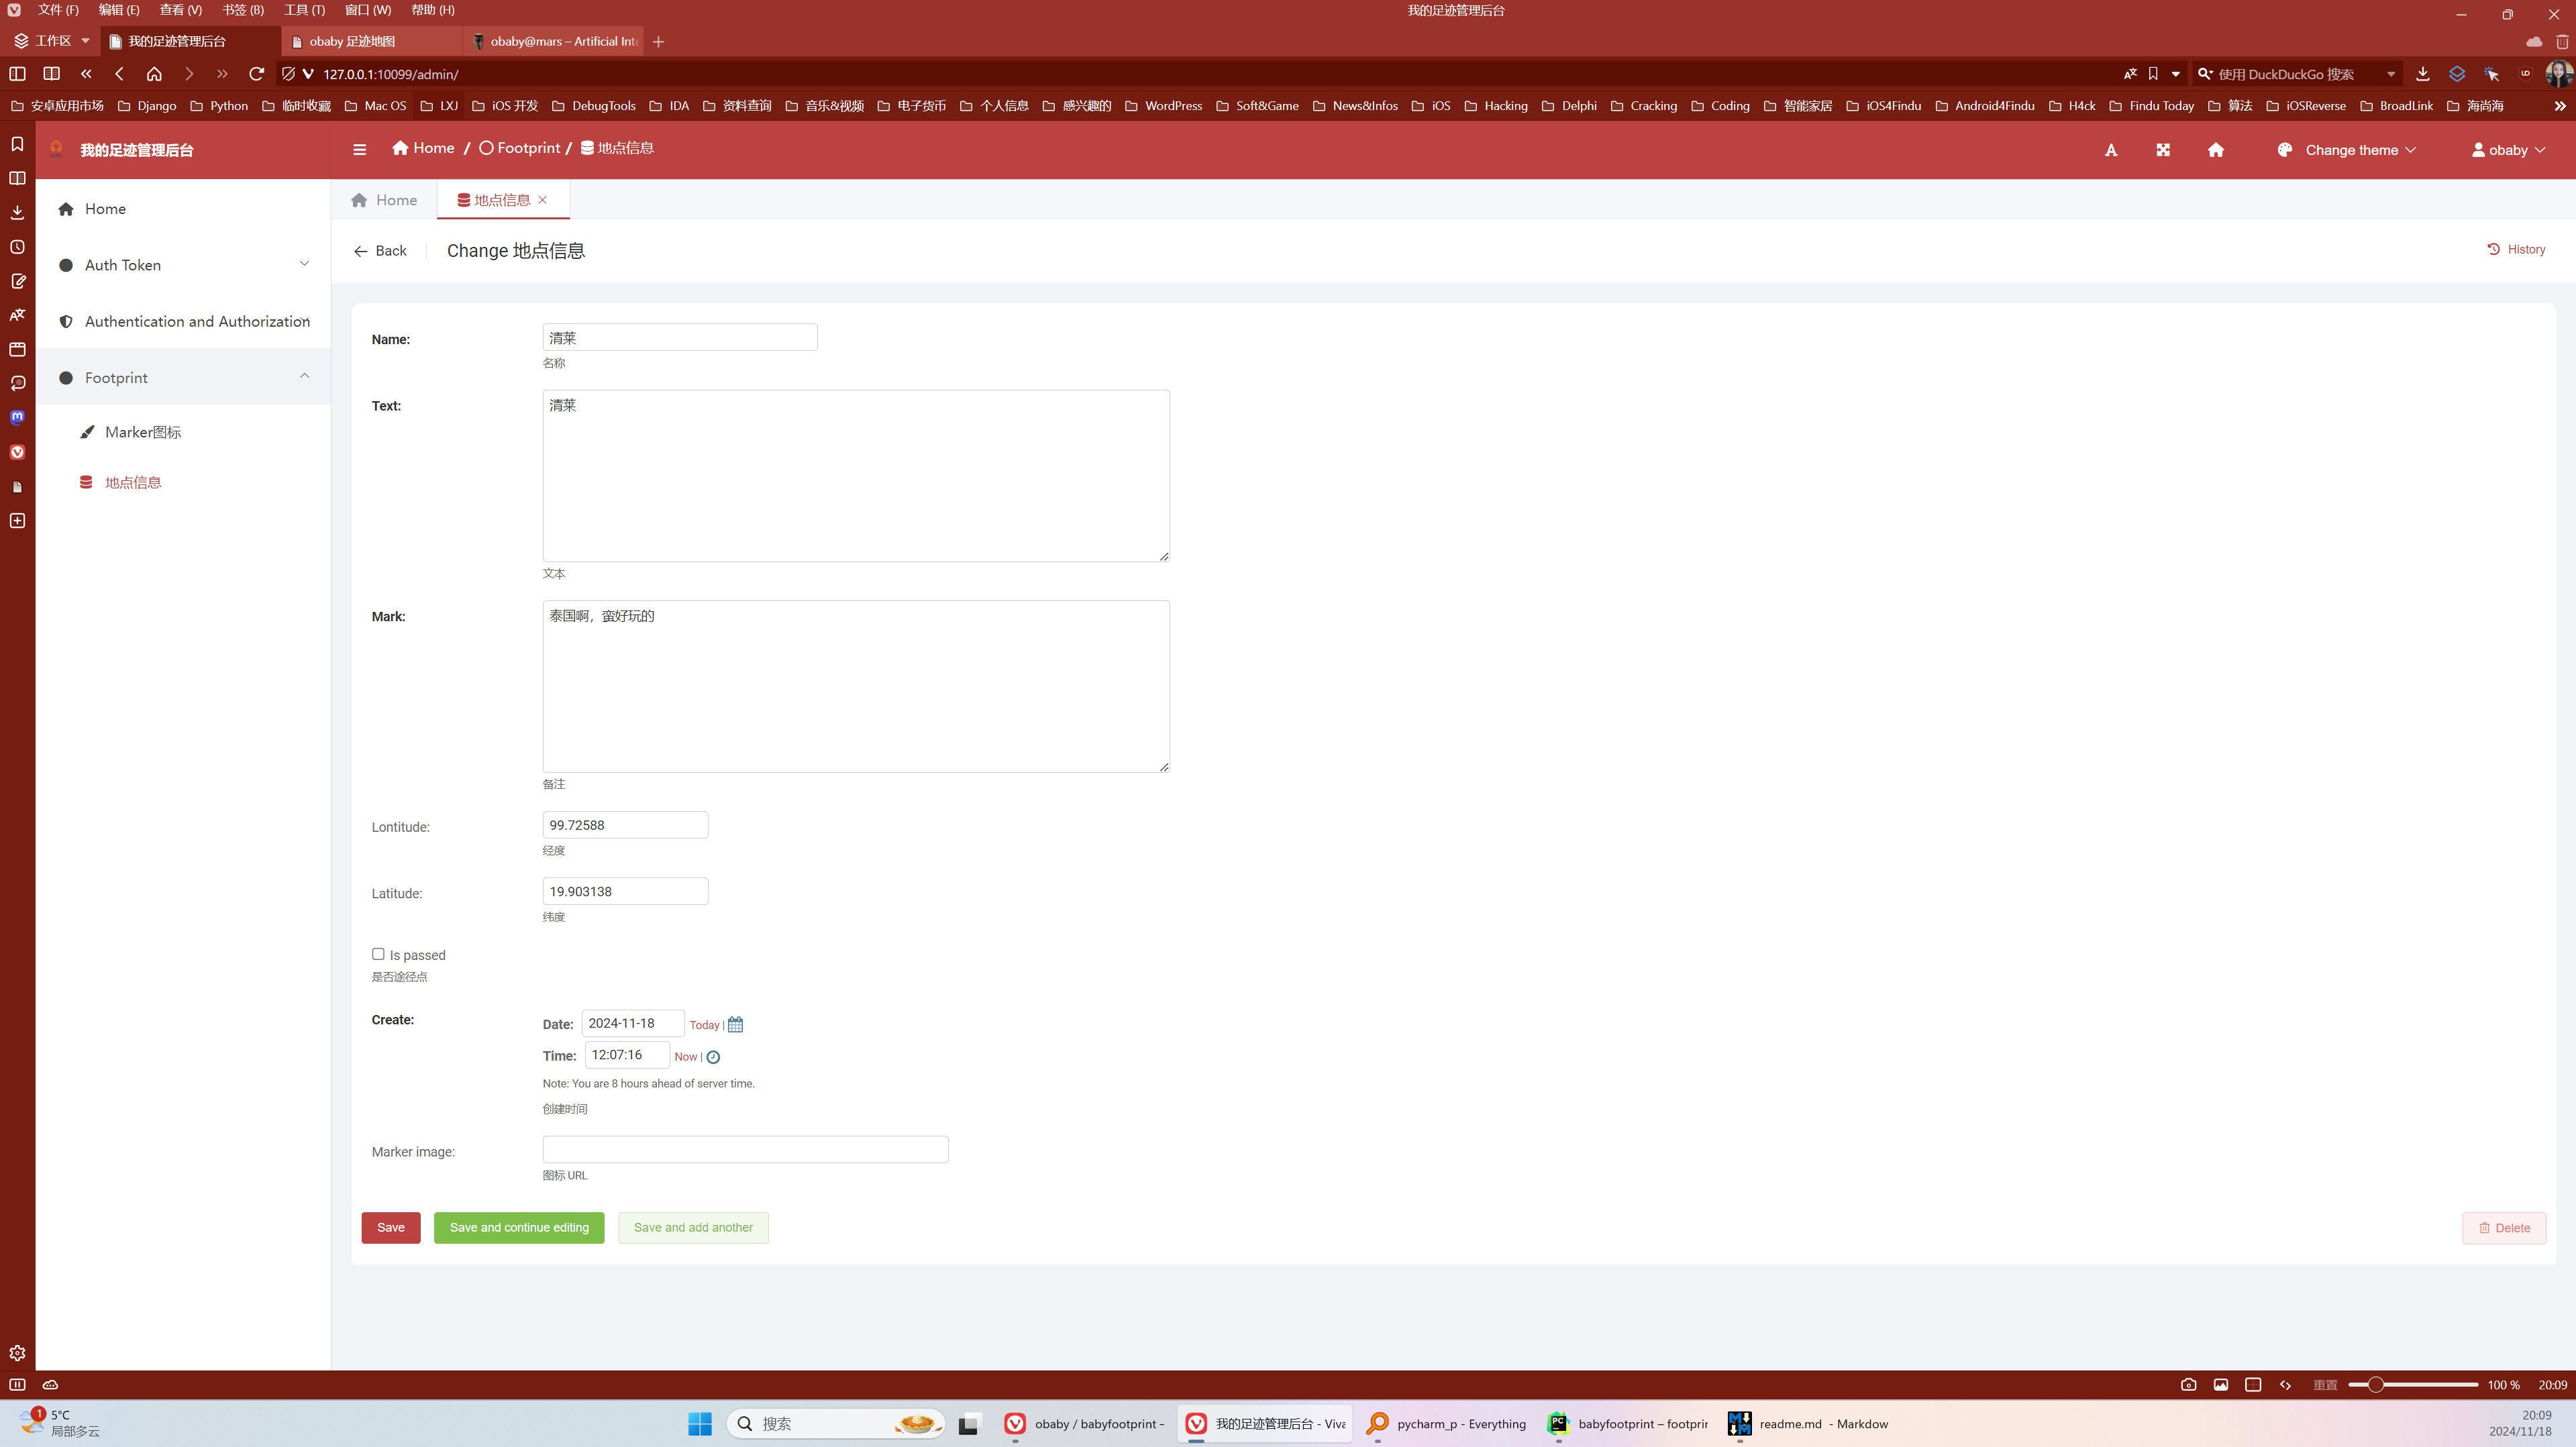 文件 (F) 编辑 (E) 查看 (V) 书签 (B) 工具 (T) 窗口 (W) 帮助 (H) 我的足迹管理后台
工作区 我的足迹管理后台 obaby 足迹地图 obaby@mars – Artificial Int
127.0.0.1:10099/admin/ 使用 DuckDuckGo 搜索
安卓应用市场 Django Python 临时收藏 Mac OS LXJ iOS 开发 DebugTools IDA 资料查询 音乐&视频 电子货币 个人信息 感兴趣的 WordPress Soft&Game News&Infos iOS Hacking Delphi Cracking Coding 智能家居 iOS4Findu Android4Findu H4ck Findu Today 算法 iOSReverse BroadLink 海尚海
我的足迹管理后台 Home / Footprint / 地点信息 Change theme obaby
Home
Auth Token
Authentication and Authorization
Footprint
Marker图标
地点信息
Home 地点信息
Back Change 地点信息 History
Name: 清莱
名称
Text: 清莱
文本
Mark: 泰国啊，蛮好玩的
备注
Lontitude: 99.72588
经度
Latitude: 19.903138
纬度
Is passed
是否途径点
Create: Date: 2024-11-18 Today |
Time: 12:07:16 Now |
Note: You are 8 hours ahead of server time.
创建时间
Marker image:
图标 URL
Save Save and continue editing Save and add another Delete
重置 100 % 20:09
1 5°C
局部多云
搜索 obaby / babyfootprint – 我的足迹管理后台 - Viva pycharm_p - Everything babyfootprint – footprin readme.md - Markdow
20:09
2024/11/18